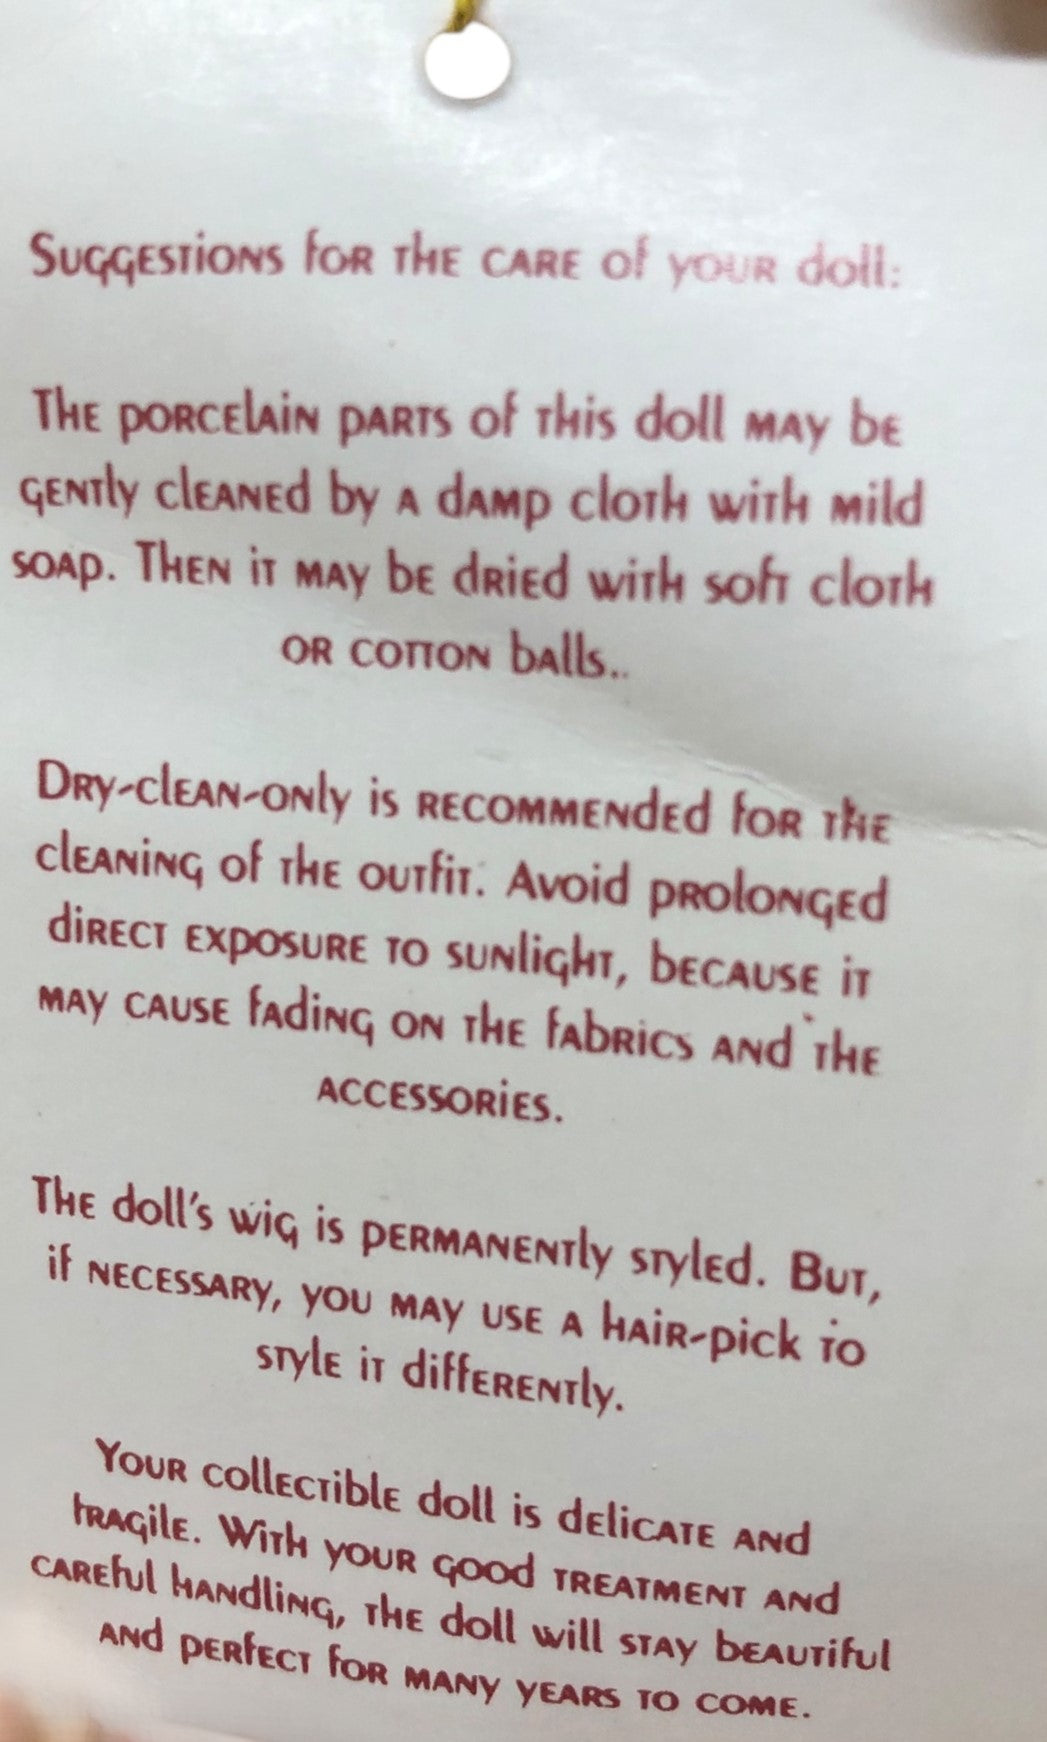 Suggestions for the care of your doll:
The porcelain parts of this doll may be
gently cleaned by a damp cloth with mild
soap. Then it may be dried with soft cloth
or cotton balls..
Dry-clean-only is recommended for the
cleaning of the outfit. Avoid prolonged
direct exposure to sunlight, because it
may cause fading on the fabrics and the
accessories.
The doll's wig is permanently styled. But,
if necessary, you may use a hair-pick to
style it differently.
Your collectible doll is delicate and
fragile. With your good treatment and
careful handling, the doll will stay beautiful
and perfect for many years to come.